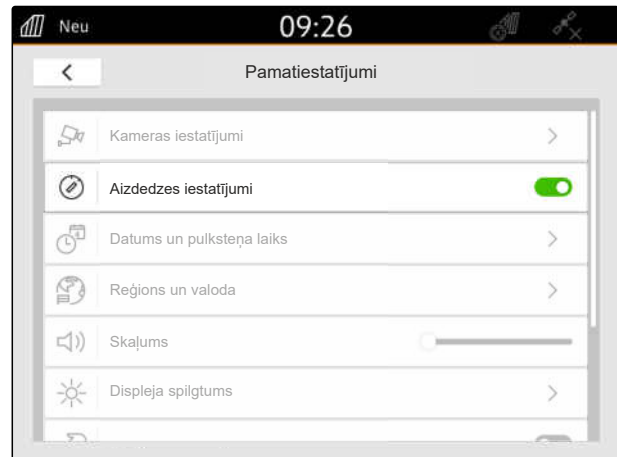 Neu 09:26
Pamatiestatījumi
Kameras iestatījumi
Aizdedzes iestatījumi
Datums un pulksteņa laiks
Reģions un valoda
Skaļums
Displeja spilgtums